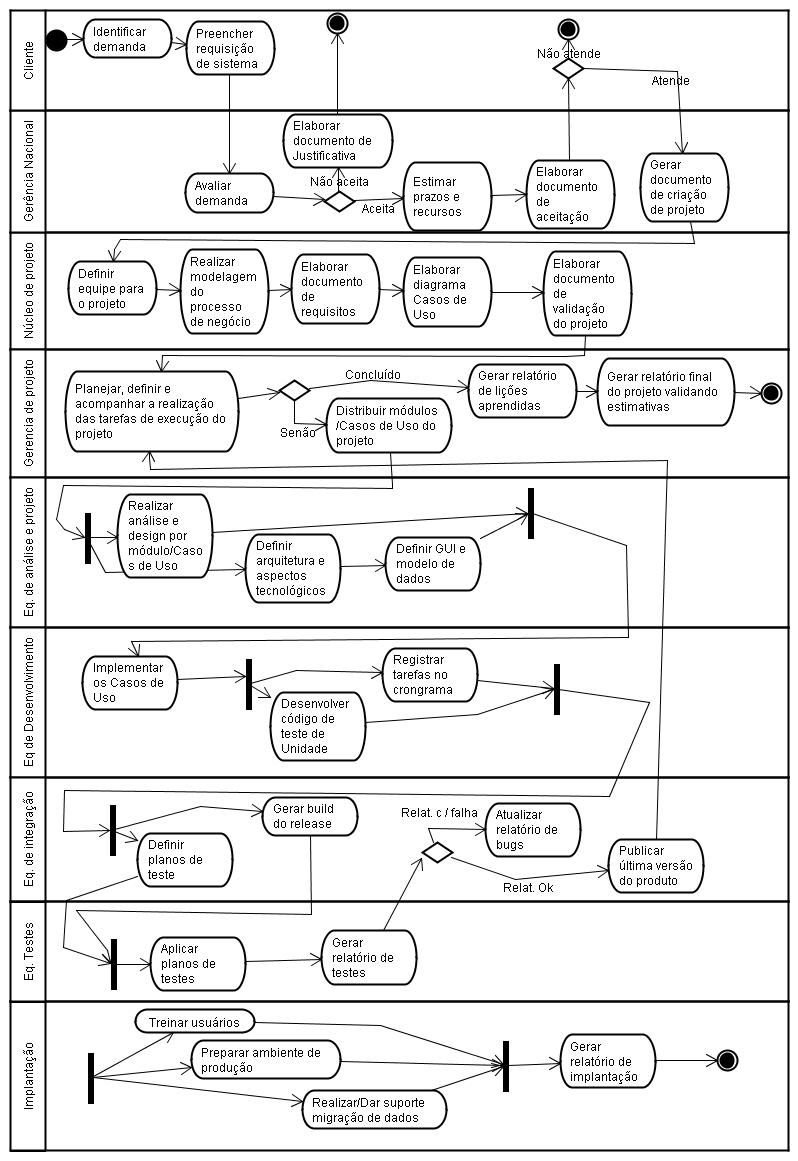 Cliente
Identificar
demanda
Preencher
requisição
de sistema
Não atende
Atende
Gerência Nacional
Elaborar
documento de
Justificativa
Avaliar
demanda
Não aceita
Aceita
Estimar
prazos e
recursos
Elaborar
documento
de
aceitação
Gerar
documento
de criação
de projeto
Núcleo de projeto
Definir
equipe para
o projeto
Realizar
modelagem
do
processo
de negócio
Elaborar
documento
de
requisitos
Elaborar
diagrama
Casos de
Uso
Elaborar
documento
de
validação
do projeto
Gerencia de projeto
Planejar, definir e
acompanhar a realização
das tarefas de execução do
projeto
Concluído
Senão
Distribuir módulos
/Casos de Uso do
projeto
Gerar relatório
de lições
aprendidas
Gerar relatório final
do projeto validando
estimativas
Eq. de análise e projeto
Realizar
análise e
design por
módulo/Caso
s de Uso
Definir
arquitetura e
aspectos
tecnológicos
Definir GUI e
modelo de
dados
Eq de Desenvolvimento
Implementar
os Casos de
Uso
Registrar
tarefas no
crongrama
Desenvolver
código de
teste de
Unidade
Eq. de integração
Gerar build
do release
Definir
planos de
teste
Relat. c / falha
Atualizar
relatório de
bugs
Relat. Ok
Publicar
última versão
do produto
Eq. Testes
Aplicar
planos de
testes
Gerar
relatório de
testes
Implantação
Treinar usuários
Preparar ambiente de
produção
Realizar/Dar suporte
migração de dados
Gerar
relatório de
implantação